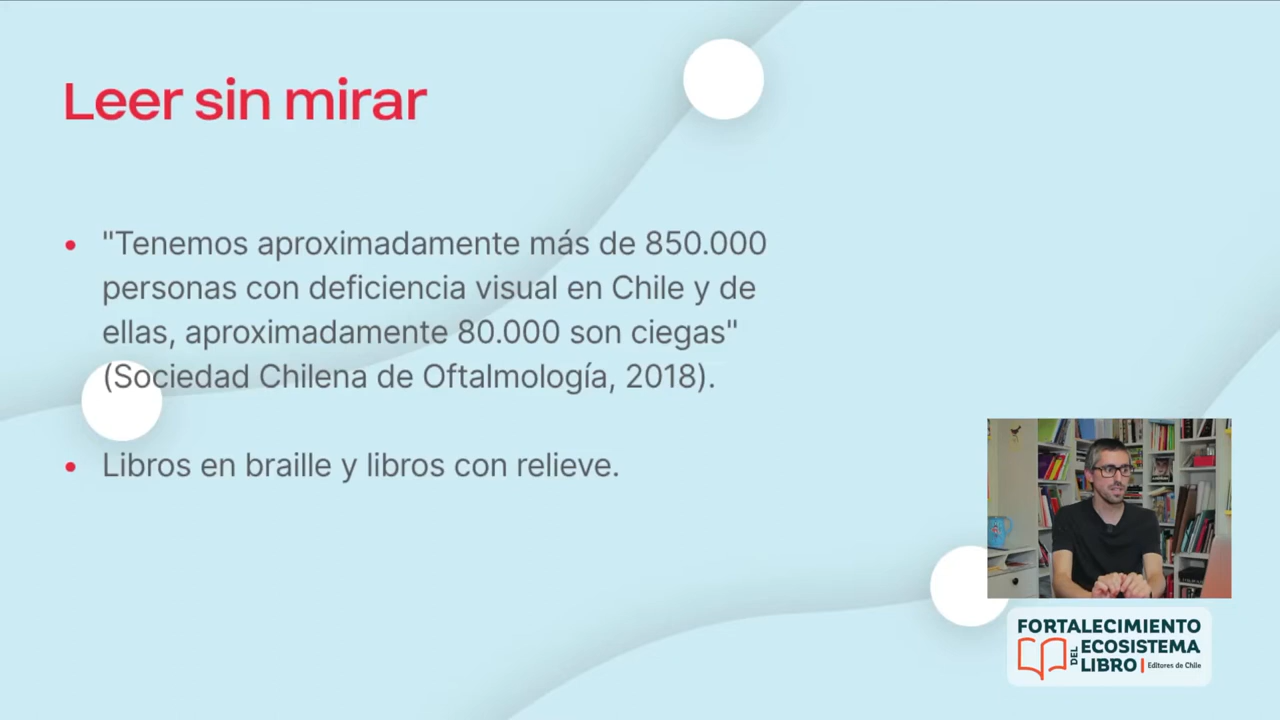 Leer sin mirar
• "Tenemos aproximadamente más de 850.000
personas con deficiencia visual en Chile y de
ellas, aproximadamente 80.000 son ciegas"
(Sociedad Chilena de Oftalmología, 2018).
• Libros en braille y libros con relieve.
FORTALECIMIENTO
DEL ECOSISTEMA
LIBRO | Editores de Chile